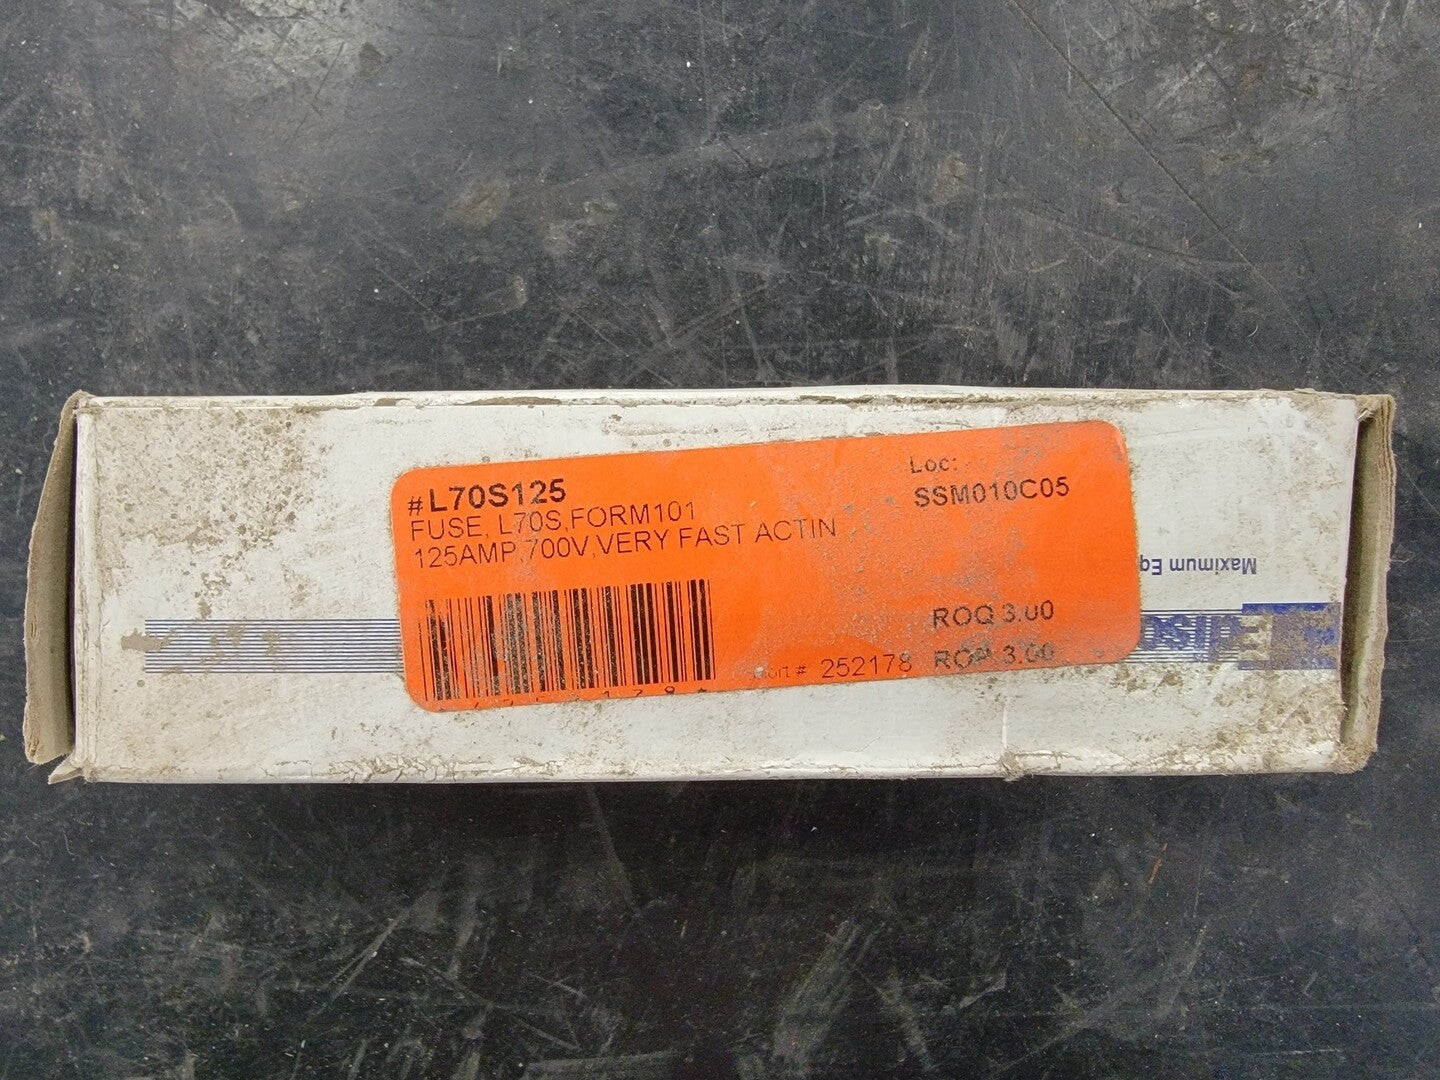 #L70S125
FUSE, L70S,FORM101
125AMP,700V,VERY FAST ACTIN
Loc:
SSM010C05
ROQ 3.00
ROP 3.00
# 252178
Maximum